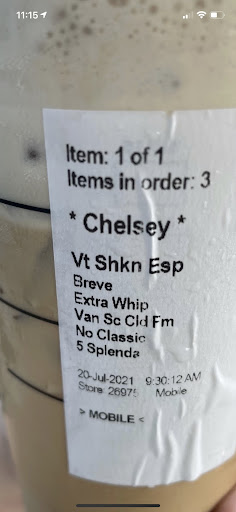 11:15
Item: 1 of 1
Items in order: 3
* Chelsey *
Vt Shkn Esp
Breve
Extra Whip
Van Sc Cld Fm
No Classic
5 Splenda
20-Jul-2021 9:30:12 AM
Store 26975 Mobile
> MOBILE <